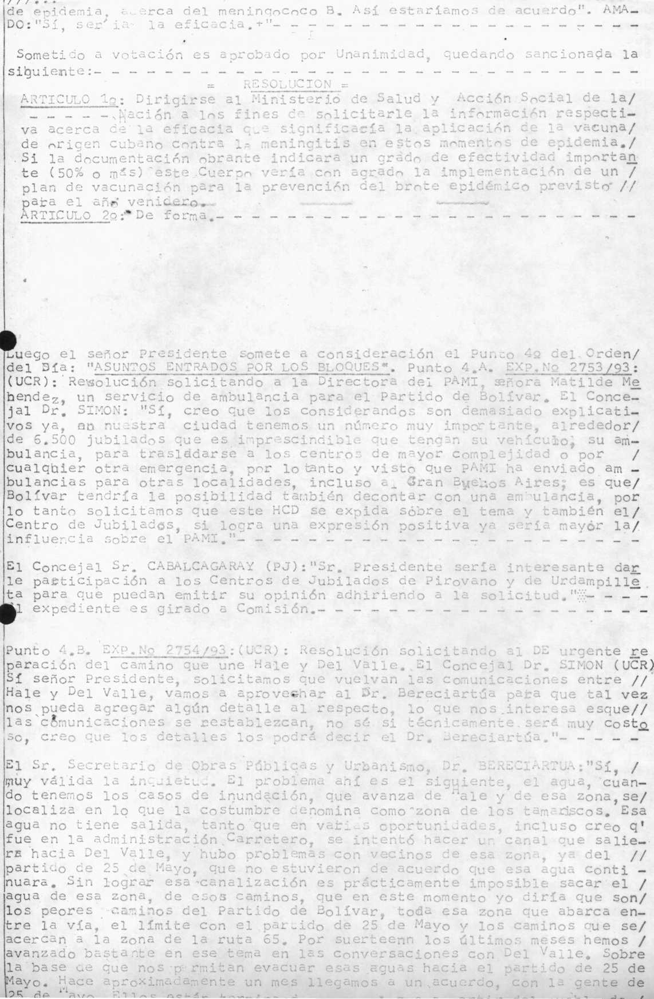 ///...
de epidemia, acerca del meningococo B. Así estaríamos de acuerdo". AMA-
DO:"Sí, sería la eficacia.+"- - - - - - - - - - - - - - - - - - - - - -
Sometido a votación es aprobado por Unanimidad, quedando sancionada la
siguiente:- - - - - - - - - - - - - - - - - - - - - - - - - - - - - - - -
= RESOLUCION =
ARTICULO 1º: Dirigirse al Ministerio de Salud y Acción Social de la/
- - - - - Nación a los fines de solicitarle la información respecti-
va acerca de la eficacia que significaría la aplicación de la vacuna/
de origen cubano contra la meningitis en estos momentos de epidemia./
Si la documentación obrante indicara un grado de efectividad importan
te (50% o más) este Cuerpo vería con agrado la implementación de un /
plan de vacunación para la prevención del brote epidémico previsto //
para el año venidero.
ARTICULO 2º: De forma.- - - - - - - - - - - - - - - - - - - - - - - - -
Luego el señor Presidente somete a consideración el Punto 4º del Orden/
del Día: "ASUNTOS ENTRADOS POR LOS BLOQUES". Punto 4.A. EXP.Nº 2753/93:
(UCR): Resolución solicitando a la Directora del PAMI, señora Matilde Me
hendez, un servicio de ambulancia para el Partido de Bolívar. El Conce-
jal Dr. SIMON: "Sí, creo que los considerandos son demasiado explicati-
vos ya, en nuestra ciudad tenemos un número muy importante, alrededor/
de 6.500 jubilados que es imprescindible que tengan su vehículo, su am-
bulancia, para trasladarse a los centros de mayor complejidad o por /
cualquier otra emergencia, por lo tanto y visto que PAMI ha enviado am -
bulancias para otras localidades, incluso al Gran Buenos Aires; es que/
Bolívar tendría la posibilidad también decontar con una ambulancia, por
lo tanto solicitamos que este HCD se expida sobre el tema y también el/
Centro de Jubilados, si logra una expresión positiva ya sería mayor la/
influencia sobre el PAMI."- - - - - - - - - - - - - - - - - - - - - - -
El Concejal Sr. CABALCAGARAY (PJ):"Sr. Presidente sería interesante dar
le participación a los Centros de Jubilados de Pirovano y de Urdampille
ta para que puedan emitir su opinión adhiriendo a la solicitud."- - - -
El expediente es girado a Comisión.- - - - - - - - - - - - - - - - - - -
Punto 4.B. EXP.Nº 2754/93:(UCR): Resolución solicitando al DE urgente re
paración del camino que une Hale y Del Valle. El Concejal Dr. SIMON (UCR)
Sí señor Presidente, solicitamos que vuelvan las comunicaciones entre //
Hale y Del Valle, vamos a aprovechar al Dr. Bereciartúa para que tal vez
nos pueda agregar algún detalle al respecto, lo que nos interesa esque//
las comunicaciones se restablezcan, no sé si técnicamente será muy costo
so, creo que los detalles los podrá decir el Dr. Bereciartúa."- - - - -
El Sr. Secretario de Obras Públicas y Urbanismo, Dr. BERECIARTUA:"Sí, /
muy válida la inquietud. El problema ahí es el siguiente, el agua, cuan-
do tenemos los casos de inundación, que avanza de Hale y de esa zona,se/
localiza en lo que la costumbre denomina como zona de los tamariscos. Esa
agua no tiene salida, tanto que en varias oportunidades, incluso creo q'
fue en la administración Carretero, se intentó hacer un canal que salie-
ra hacia Del Valle, y hubo problemas con vecinos de esa zona, ya del //
partido de 25 de Mayo, que no estuvieron de acuerdo que esa agua conti -
nuara. Sin lograr esa canalización es prácticamente imposible sacar el /
agua de esa zona, de esos caminos, que en este momento yo diría que son/
los peores caminos del Partido de Bolívar, toda esa zona que abarca en-
tre la vía, el límite con el partido de 25 de Mayo y los caminos que se/
acercan a la zona de la ruta 65. Por suerteenn los últimos meses hemos /
avanzado bastante en ese tema en las conversaciones con Del Valle. Sobre
la base de que nos permitan evacuar esas aguas hacia el partido de 25 de
Mayo. Hace aproximadamente un mes llegamos a un acuerdo, con la gente de
25 de Mayo. Ellos están